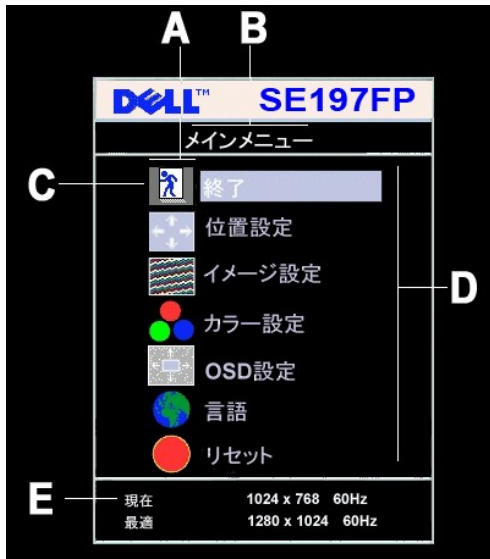 A
B
DELL™ SE197FP
メインメニュー
C
終了
位置設定
イメージ設定
D
カラー設定
OSD設定
言語
リセット
E
現在 1024 x 768 60Hz
最適 1280 x 1024 60Hz